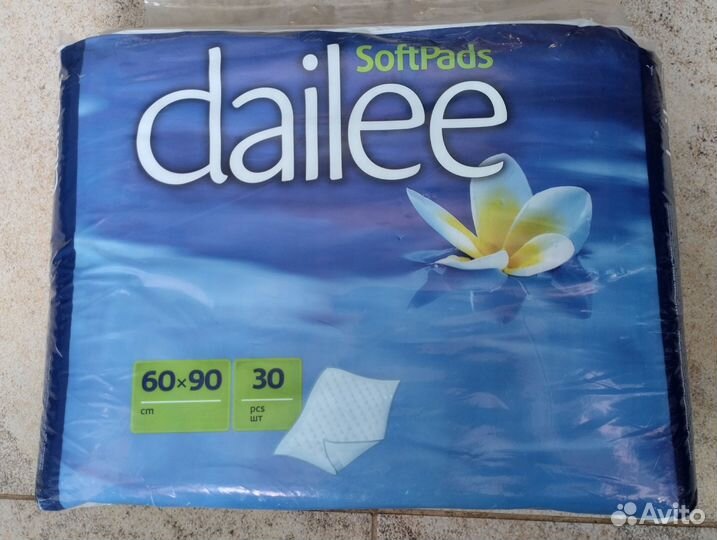 SoftPads
dailee
60×90
cm
30
pcs
шт
Avito